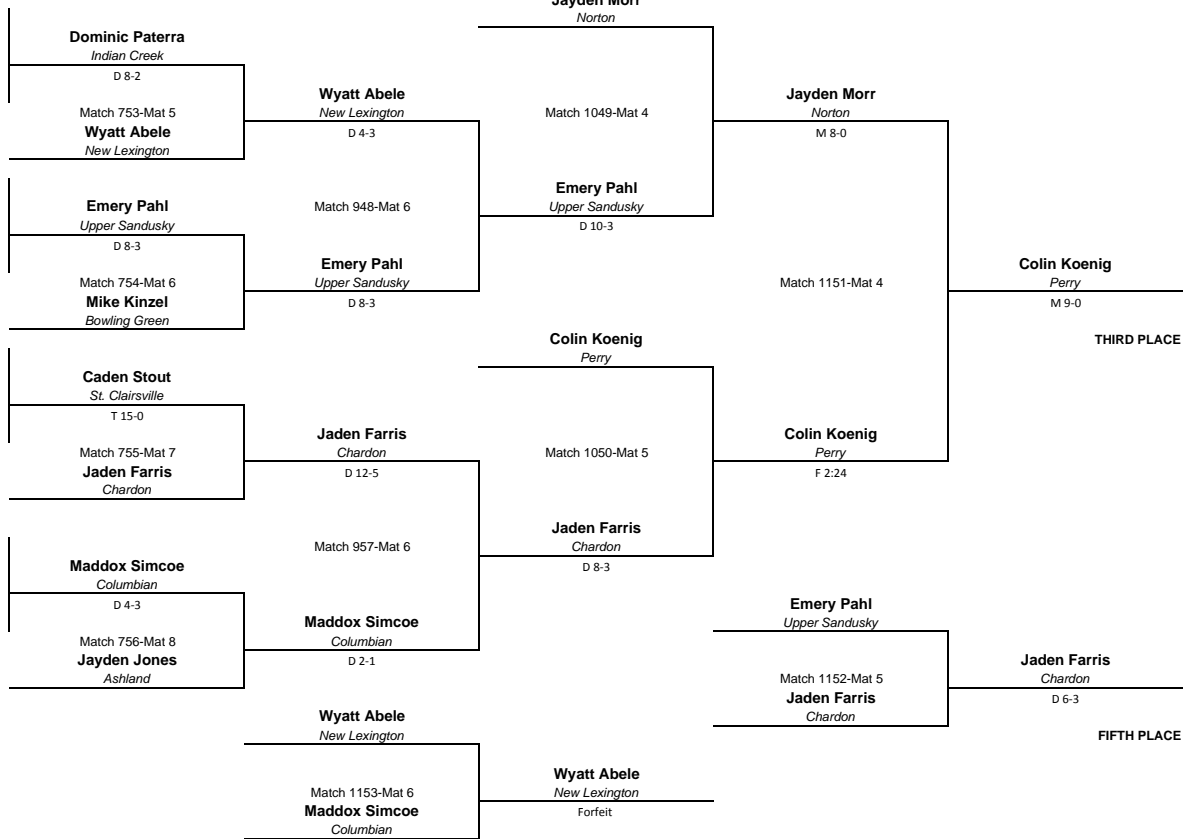 Jayden Morr
Norton
Dominic Paterra
Indian Creek
D 8-2
Match 753-Mat 5
Wyatt Abele
New Lexington
Wyatt Abele
New Lexington
D 4-3
Match 1049-Mat 4
Jayden Morr
Norton
M 8-0
Emery Pahl
Upper Sandusky
D 8-3
Match 948-Mat 6
Emery Pahl
Upper Sandusky
D 10-3
Match 754-Mat 6
Mike Kinzel
Bowling Green
Emery Pahl
Upper Sandusky
D 8-3
Match 1151-Mat 4
Colin Koenig
Perry
M 9-0
THIRD PLACE
Colin Koenig
Perry
Caden Stout
St. Clairsville
T 15-0
Match 755-Mat 7
Jaden Farris
Chardon
Jaden Farris
Chardon
D 12-5
Match 1050-Mat 5
Colin Koenig
Perry
F 2:24
Match 957-Mat 6
Jaden Farris
Chardon
D 8-3
Maddox Simcoe
Columbian
D 4-3
Match 756-Mat 8
Jayden Jones
Ashland
Maddox Simcoe
Columbian
D 2-1
Emery Pahl
Upper Sandusky
Match 1152-Mat 5
Jaden Farris
Chardon
Jaden Farris
Chardon
D 6-3
FIFTH PLACE
Wyatt Abele
New Lexington
Match 1153-Mat 6
Maddox Simcoe
Columbian
Wyatt Abele
New Lexington
Forfeit